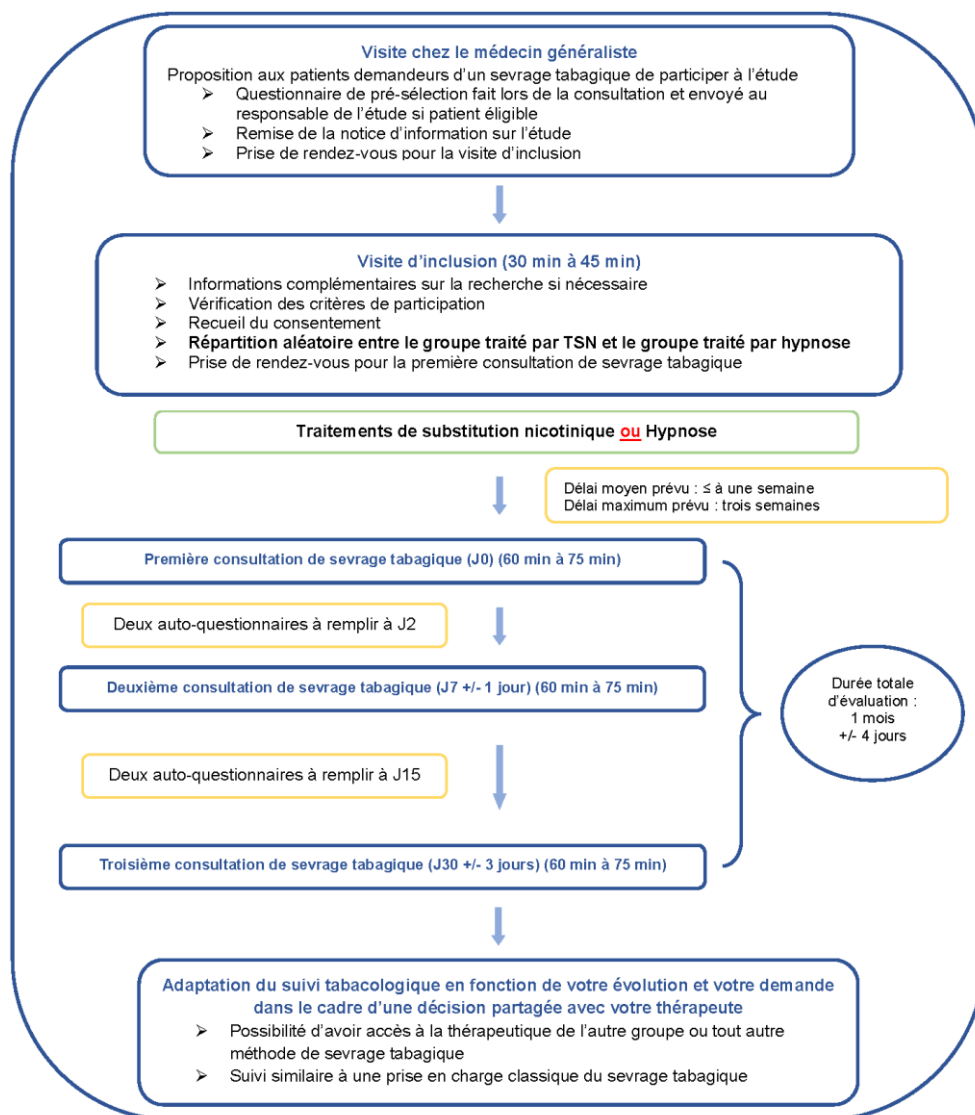 Visite chez le médecin généraliste
Proposition aux patients demandeurs d'un sevrage tabagique de participer à l'étude
➢ Questionnaire de pré-sélection fait lors de la consultation et envoyé au
responsable de l'étude si patient éligible
➢ Remise de la notice d'information sur l'étude
➢ Prise de rendez-vous pour la visite d'inclusion
Visite d'inclusion (30 min à 45 min)
➢ Informations complémentaires sur la recherche si nécessaire
➢ Vérification des critères de participation
➢ Recueil du consentement
➢ Répartition aléatoire entre le groupe traité par TSN et le groupe traité par hypnose
➢ Prise de rendez-vous pour la première consultation de sevrage tabagique
Traitements de substitution nicotinique ou Hypnose
Délai moyen prévu : ≤ à une semaine
Délai maximum prévu : trois semaines
Première consultation de sevrage tabagique (J0) (60 min à 75 min)
Deux auto-questionnaires à remplir à J2
Deuxième consultation de sevrage tabagique (J7 +/- 1 jour) (60 min à 75 min)
Durée totale
d'évaluation :
1 mois
+/- 4 jours
Deux auto-questionnaires à remplir à J15
Troisième consultation de sevrage tabagique (J30 +/- 3 jours) (60 min à 75 min)
Adaptation du suivi tabacologique en fonction de votre évolution et votre demande
dans le cadre d'une décision partagée avec votre thérapeute
➢ Possibilité d'avoir accès à la thérapeutique de l'autre groupe ou tout autre
méthode de sevrage tabagique
➢ Suivi similaire à une prise en charge classique du sevrage tabagique